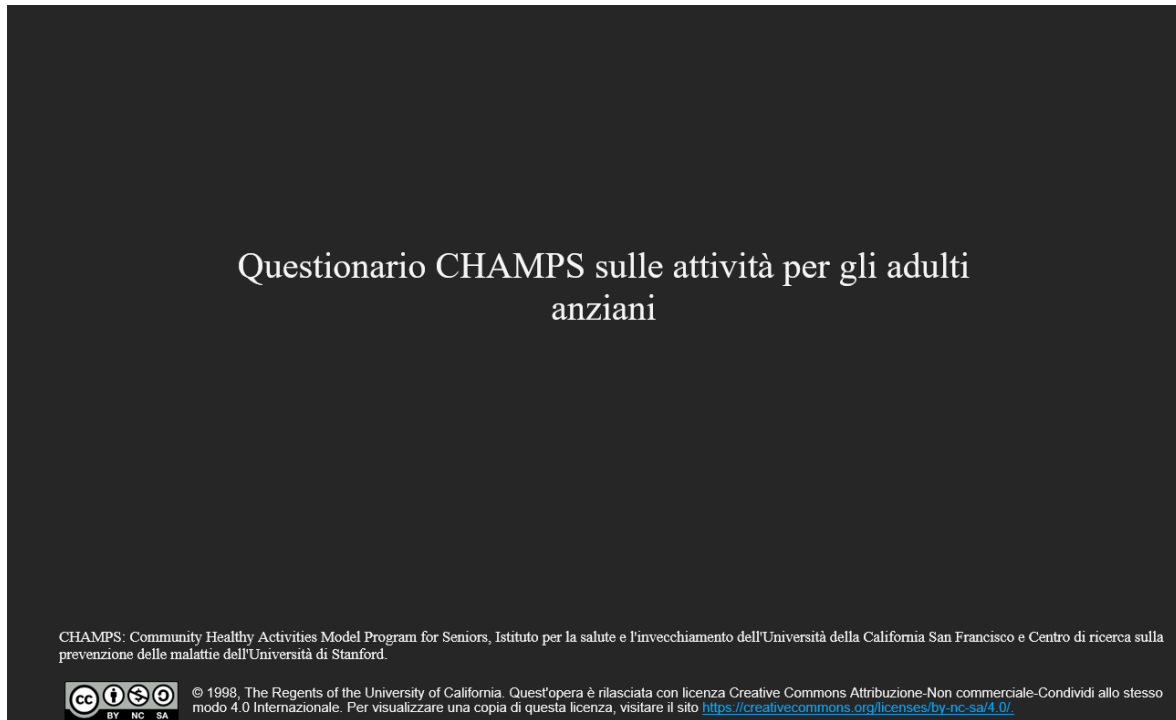 Questionario CHAMPS sulle attività per gli adulti
anziani
CHAMPS: Community Healthy Activities Model Program for Seniors, Istituto per la salute e l'invecchiamento dell'Università della California San Francisco e Centro di ricerca sulla
prevenzione delle malattie dell'Università di Stanford.
© 1998, The Regents of the University of California. Quest'opera è rilasciata con licenza Creative Commons Attribuzione-Non commerciale-Condividi allo stesso
modo 4.0 Internazionale. Per visualizzare una copia di questa licenza, visitare il sito https://creativecommons.org/licenses/by-nc-sa/4.0/.
cc
BY NC SA